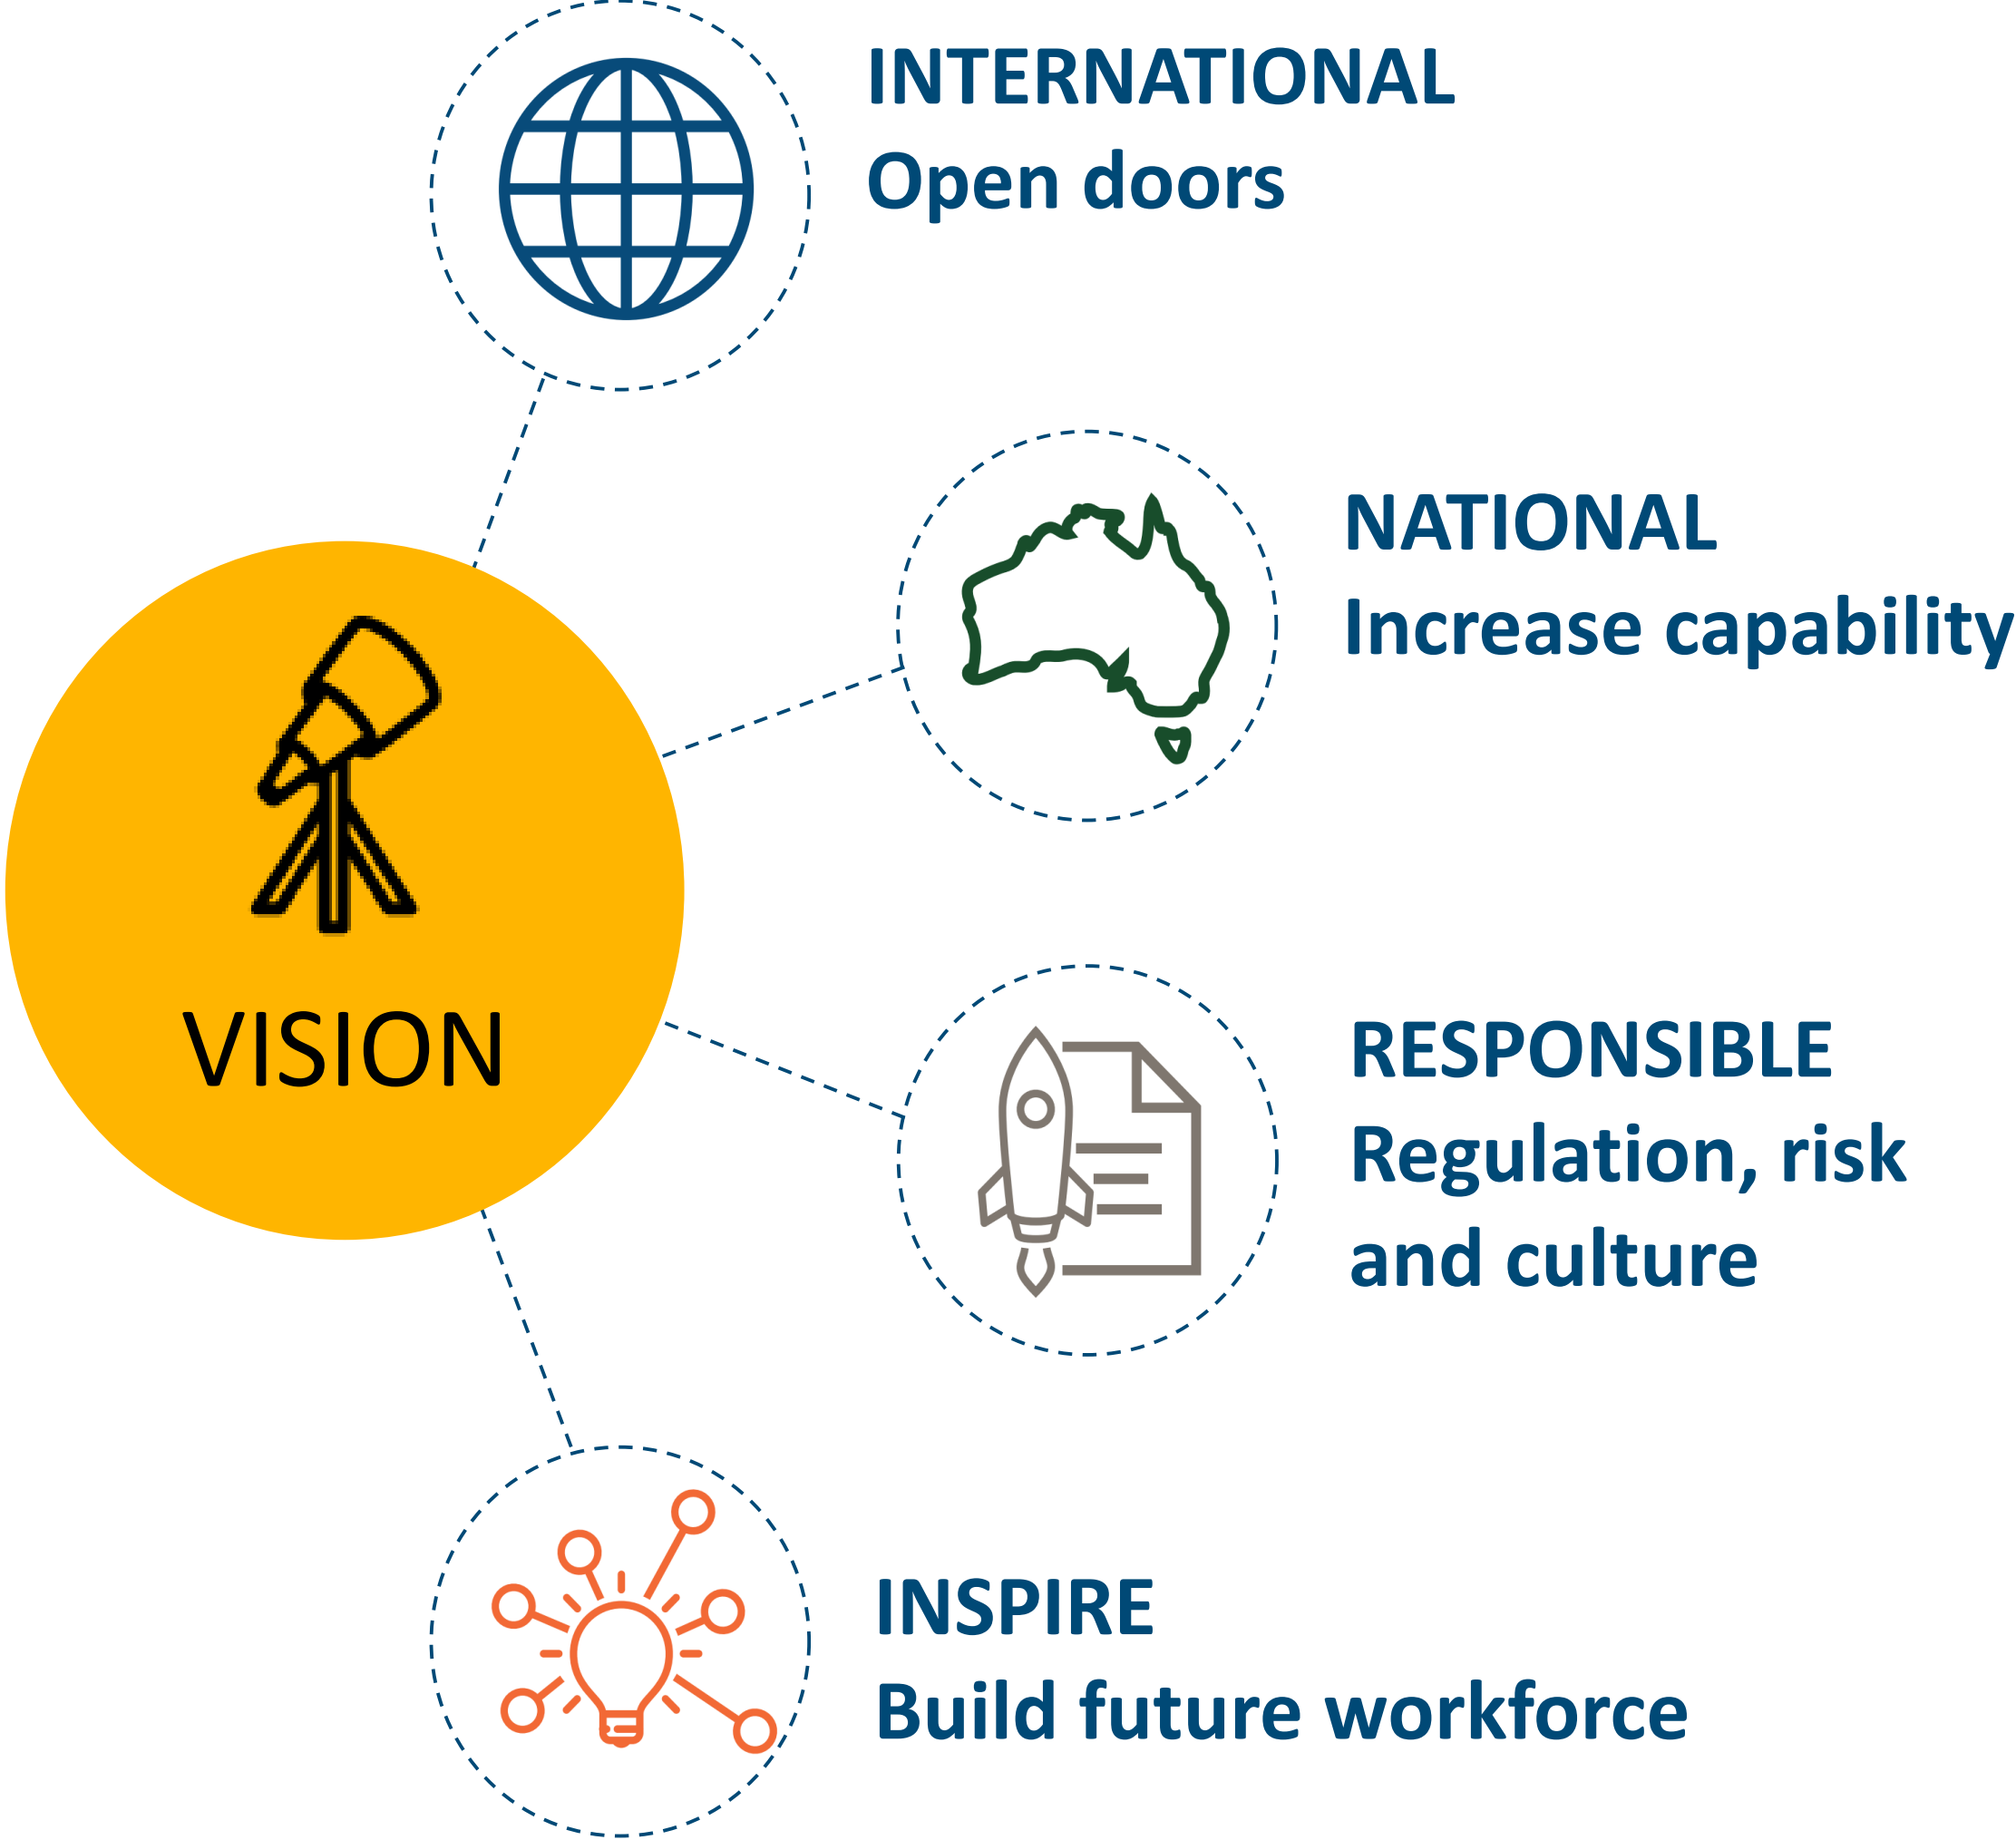 INTERNATIONAL
Open doors
NATIONAL
Increase capability
VISION
RESPONSIBLE
Regulation, risk
and culture
INSPIRE
Build future workforce